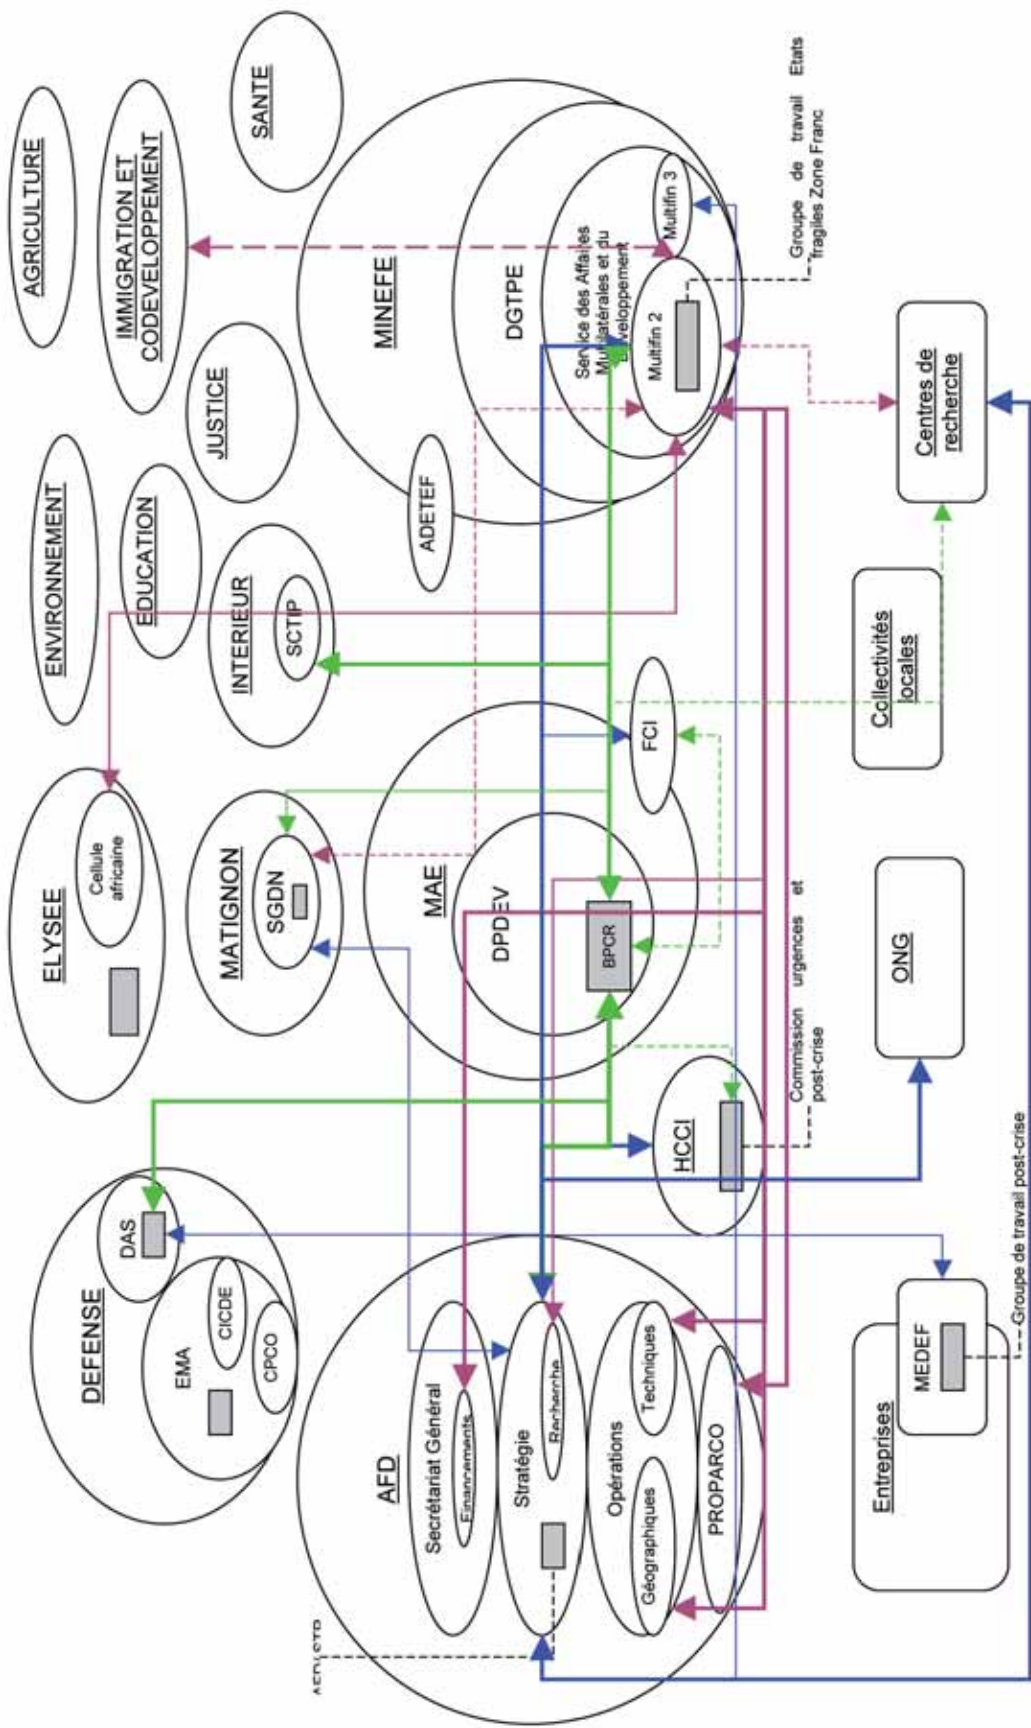 AGRICULTURE
IMMIGRATION ET
CODEVELOPPEMENT
SANTE
ENVIRONNEMENT
EDUCATION
JUSTICE
INTERIEUR
SCTIP
ELYSEE
Cellule
africaine
MATIGNON
SGDN
DEFENSE
DAS
EMA
CICDE
CPCO
MINEFE
DGTPE
Service des Affaires
Multilatérales et du
Développement
Multifin 2
Multifin 3
ADETEF
Groupe de travail Etats
fragiles Zone Franc
MAE
DPDEV
BPCR
FCI
AFD
Secrétariat Général
Financements
Stratégie
Recherche
Opérations
Géographiques
Techniques
PROPARCO
HCCI
Commission urgences et
post-crise
Centres de
recherche
Collectivités
locales
ONG
Entreprises
MEDEF
Groupe de travail post-crise